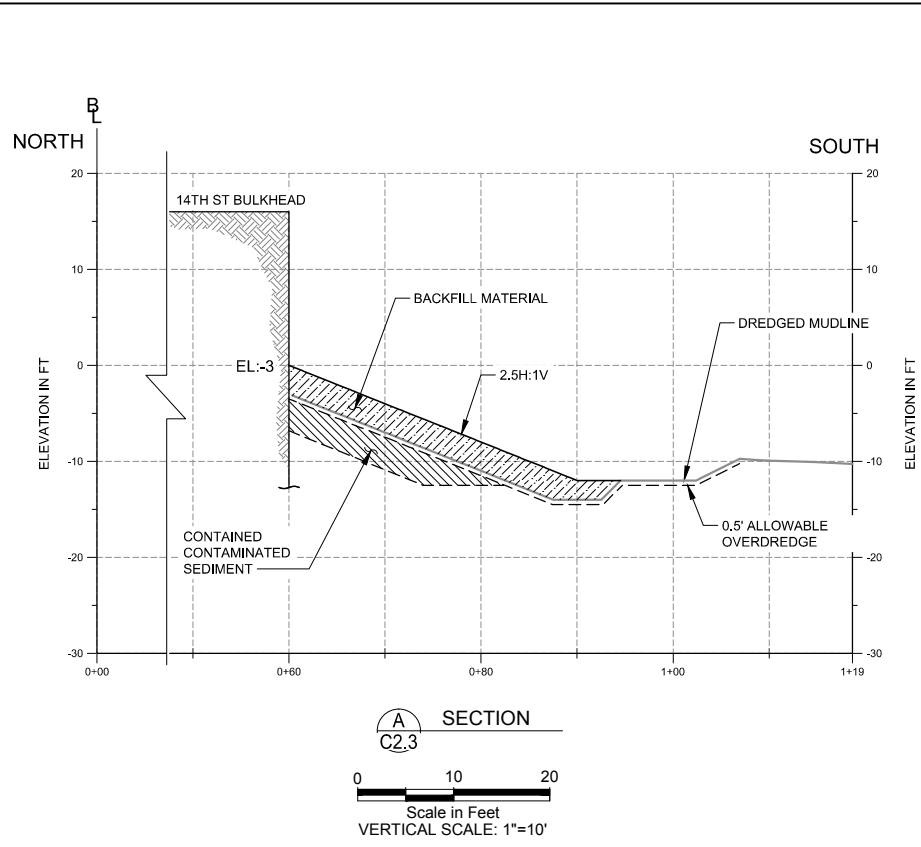 BL
NORTH
SOUTH
20
10
0
-10
-20
-30
ELEVATION IN FT
14TH ST BULKHEAD
BACKFILL MATERIAL
DREDGED MUDLINE
EL:-3
2.5H:1V
CONTAINED
CONTAMINATED
SEDIMENT
0.5' ALLOWABLE
OVERDREDGE
20
10
0
-10
-20
-30
ELEVATION IN FT
0+00
0+60
0+80
1+00
1+19
A
C2.3
SECTION
0 10 20
Scale in Feet
VERTICAL SCALE: 1"=10'